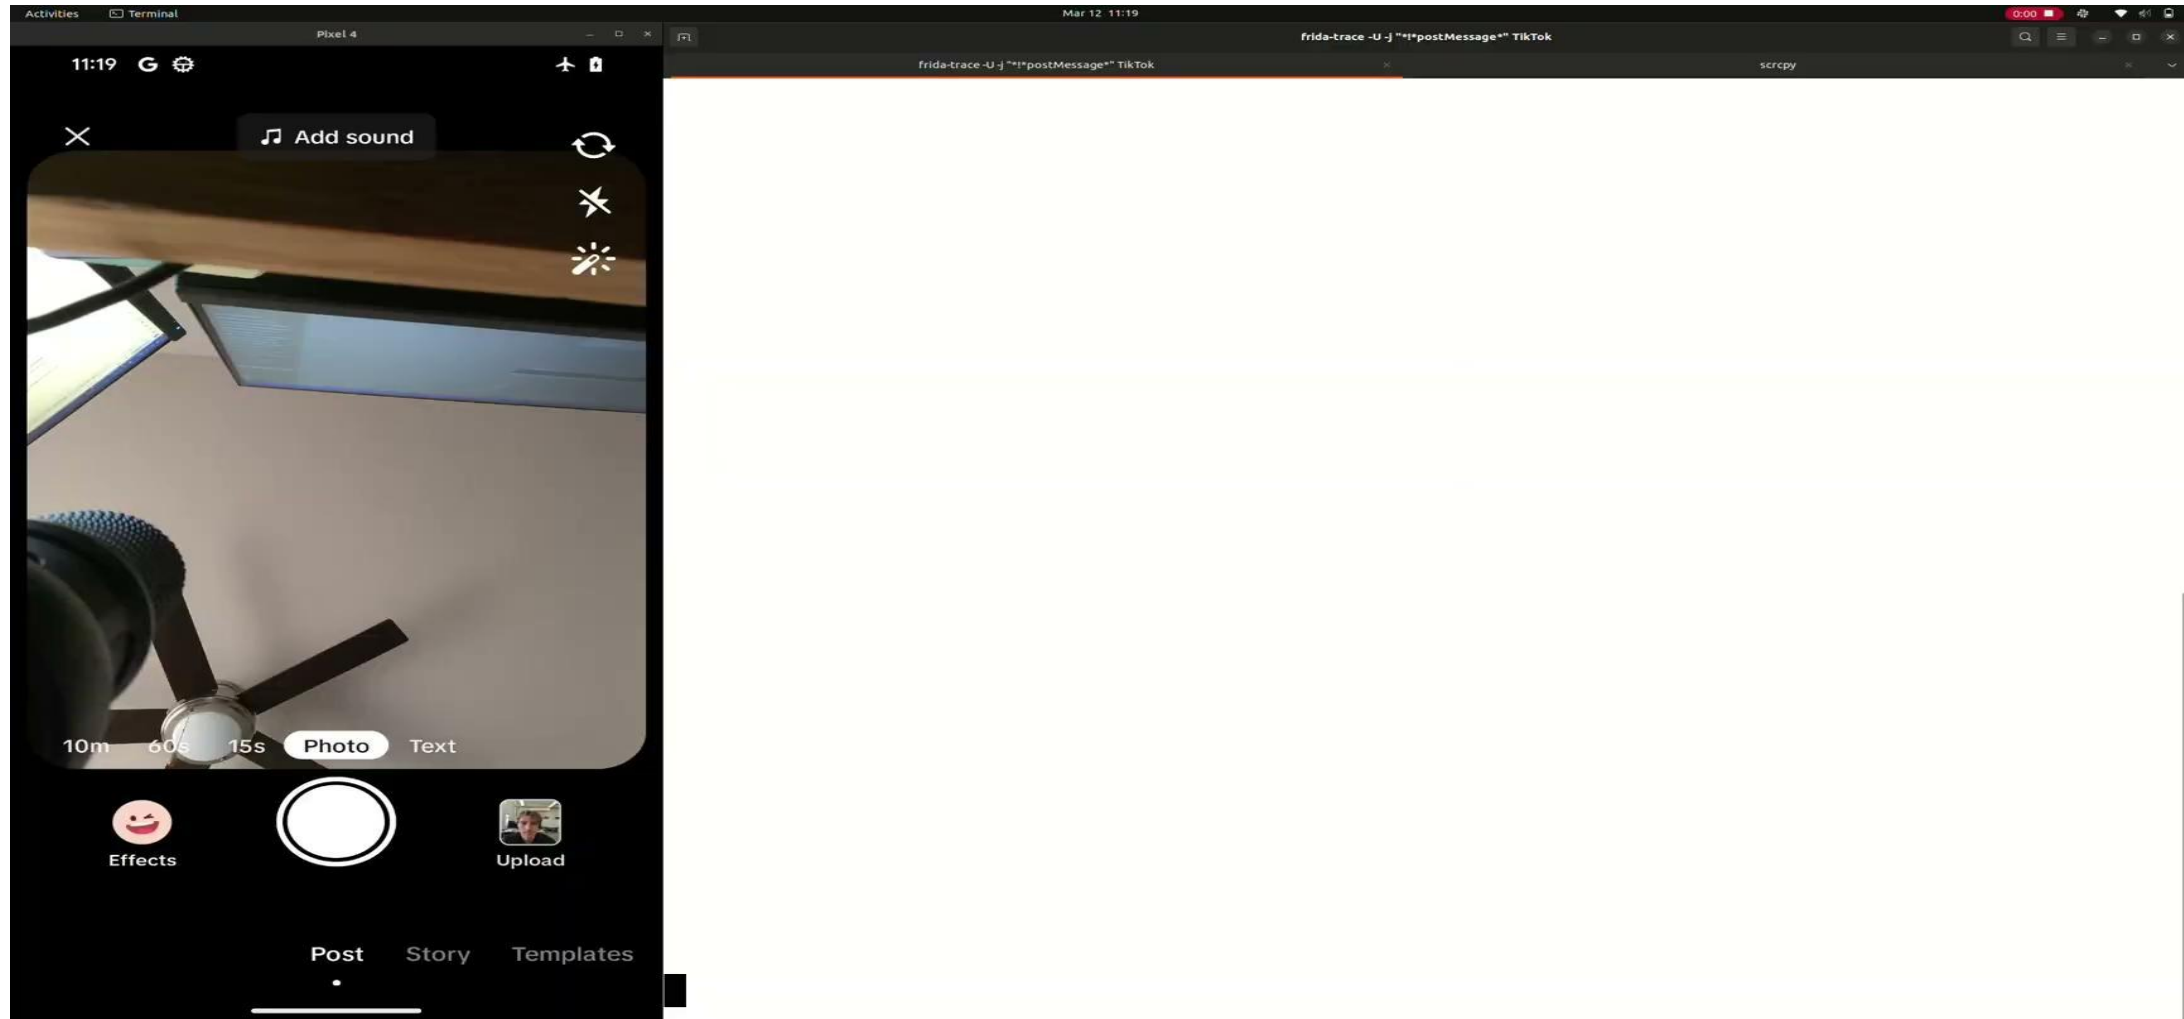 Activities Terminal
Mar 12 11:19
0:00
Pixel 4
frida-trace -U -j "*!*postMessage*" TikTok
frida-trace -U -j "*!*postMessage*" TikTok
scrcpy
11:19 G
Add sound
10m 60s 15s Photo Text
Effects
Upload
Post Story Templates